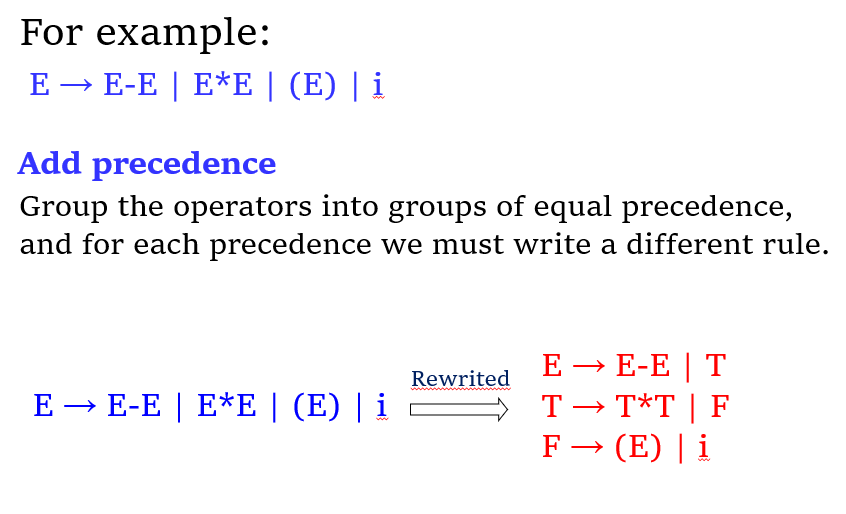 For example:
E → E-E | E*E | (E) | i
Add precedence
Group the operators into groups of equal precedence,
and for each precedence we must write a different rule.
E → E-E | E*E | (E) | i
Rewrited
E → E-E | T
T → T*T | F
F → (E) | i